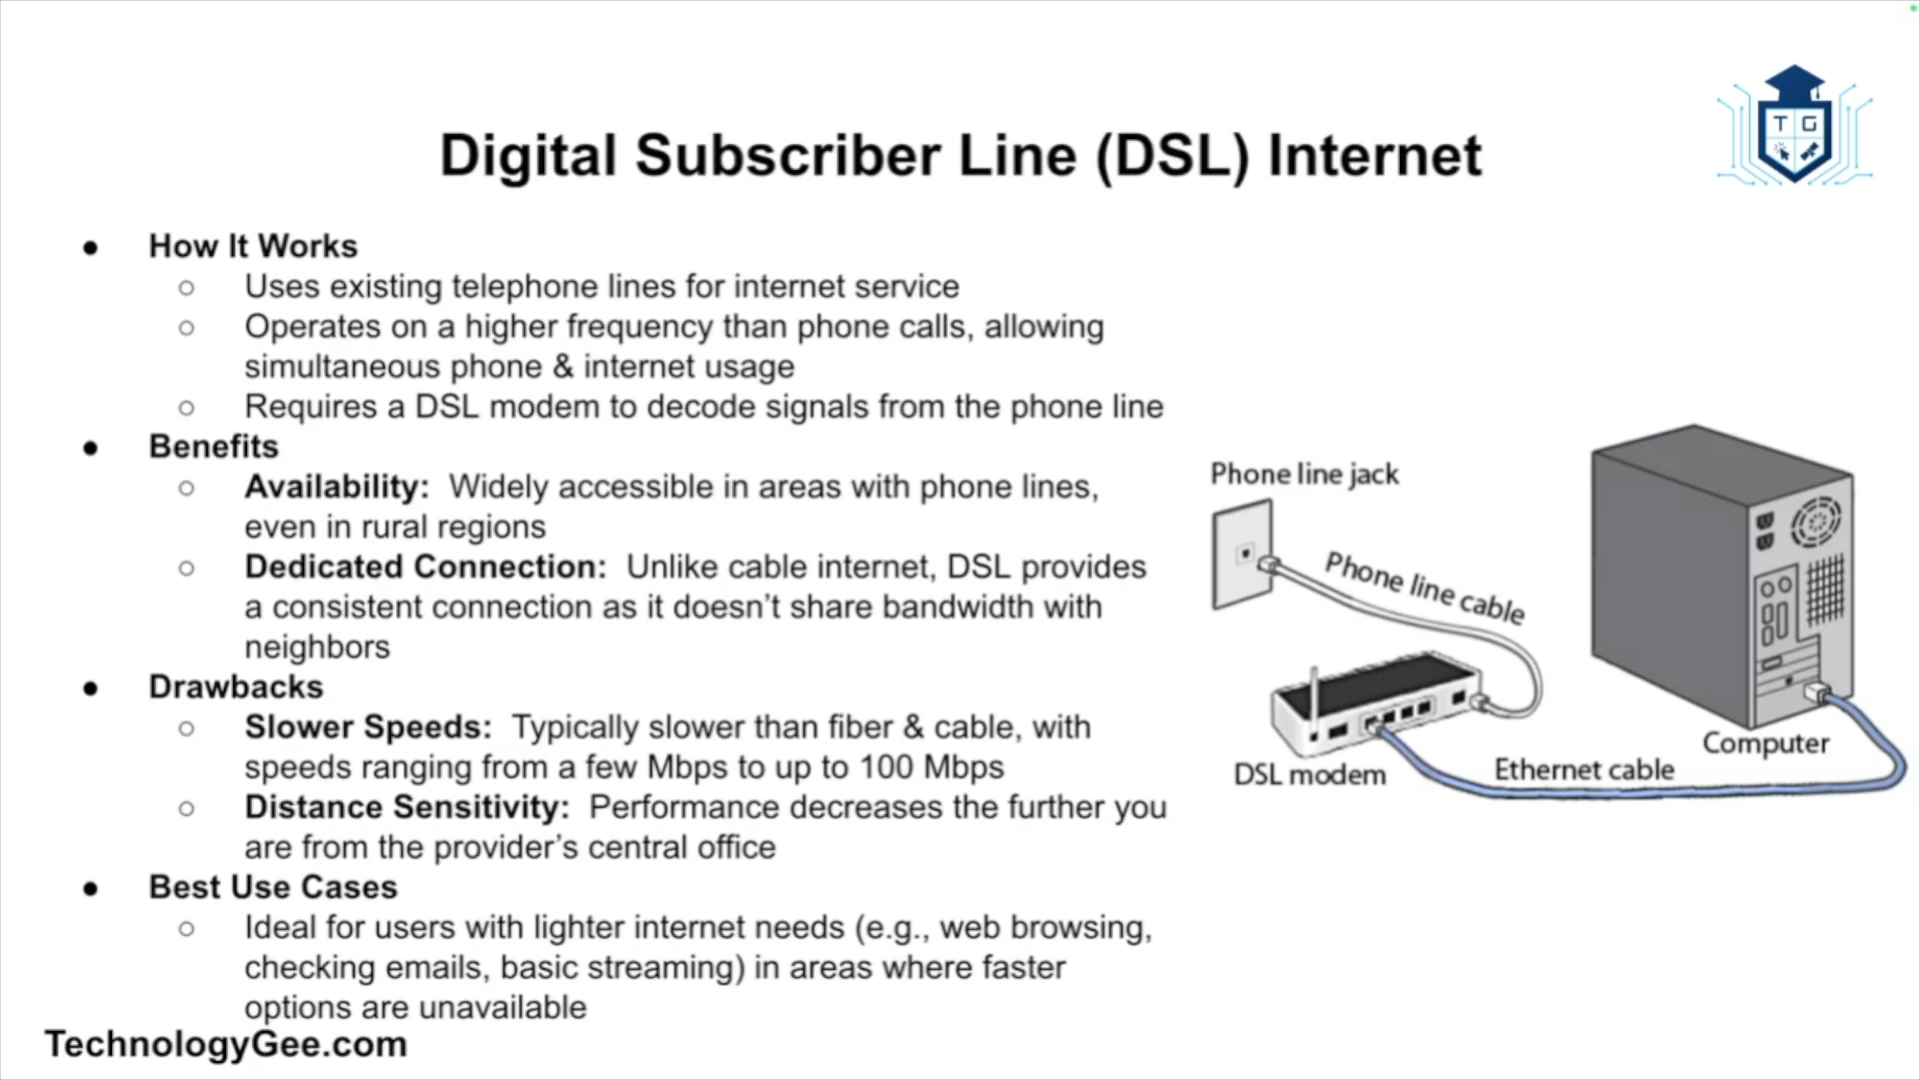 Digital Subscriber Line (DSL) Internet
T G
● How It Works
○ Uses existing telephone lines for internet service
○ Operates on a higher frequency than phone calls, allowing
simultaneous phone & internet usage
○ Requires a DSL modem to decode signals from the phone line
● Benefits
○ Availability: Widely accessible in areas with phone lines,
even in rural regions
○ Dedicated Connection: Unlike cable internet, DSL provides
a consistent connection as it doesn’t share bandwidth with
neighbors
● Drawbacks
○ Slower Speeds: Typically slower than fiber & cable, with
speeds ranging from a few Mbps to up to 100 Mbps
○ Distance Sensitivity: Performance decreases the further you
are from the provider’s central office
● Best Use Cases
○ Ideal for users with lighter internet needs (e.g., web browsing,
checking emails, basic streaming) in areas where faster
options are unavailable
Phone line jack
Phone line cable
DSL modem
Ethernet cable
Computer
TechnologyGee.com